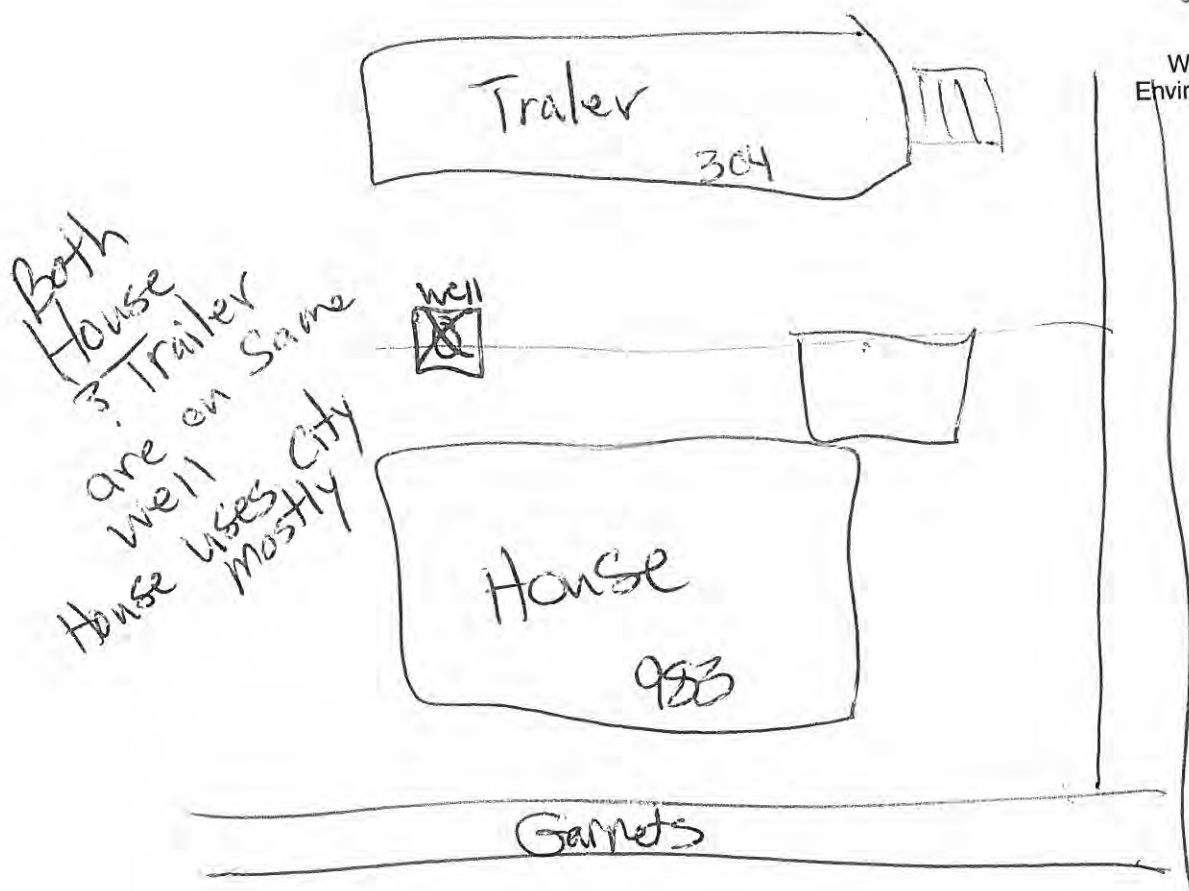 W
Envir
Traler
304
Both
House
& Trailer
are on Same
well
House uses City
Mostly
well
House
983
Garnets